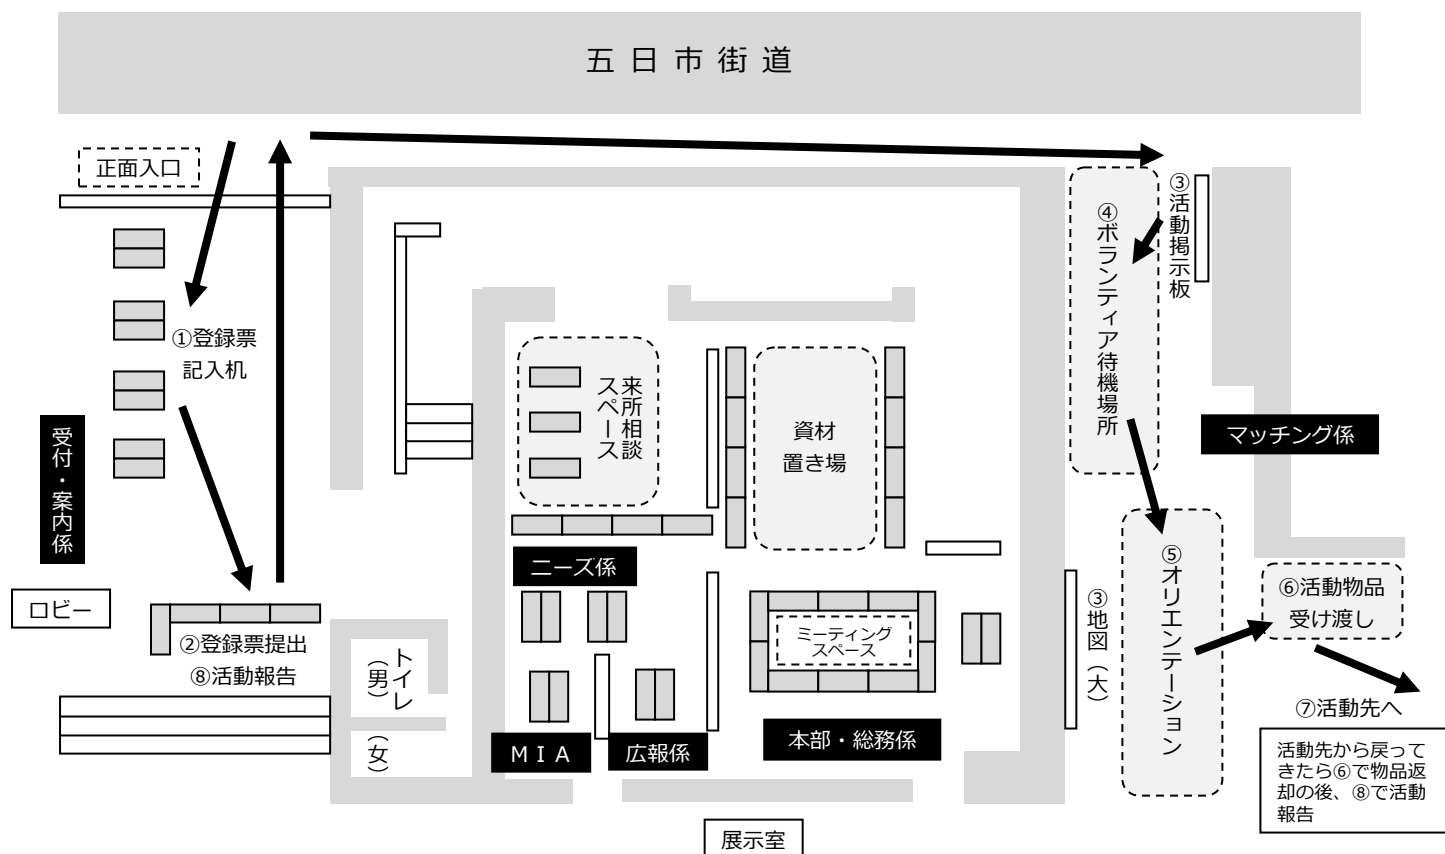 五日市街道
正面入口
①登録票
記入机
受付・案内係
ロビー
②登録票提出
⑧活動報告
トイレ
（男）
（女）
来所相談
スペース
ニーズ係
資材
置き場
ミーティング
スペース
ＭＩＡ
広報係
本部・総務係
展示室
③活動掲示板
④ボランティア待機場所
マッチング係
③地図（大）
⑤オリエンテーション
⑥活動物品
受け渡し
⑦活動先へ
活動先から戻って
きたら⑥で物品返
却の後、⑧で活動
報告